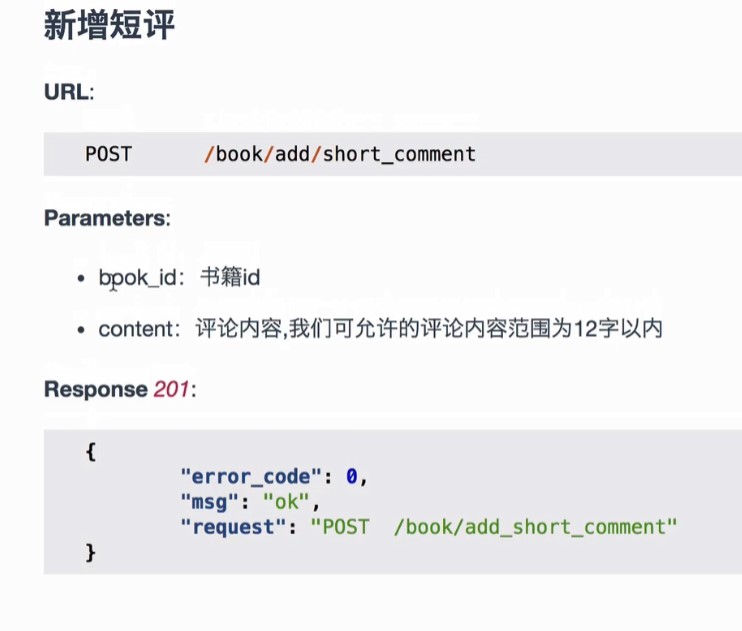 新增短评
URL:
POST /book/add/short_comment
Parameters:
• book_id：书籍id
• content：评论内容,我们可允许的评论内容范围为12字以内
Response 201:
{
"error_code": 0,
"msg": "ok",
"request": "POST /book/add_short_comment"
}